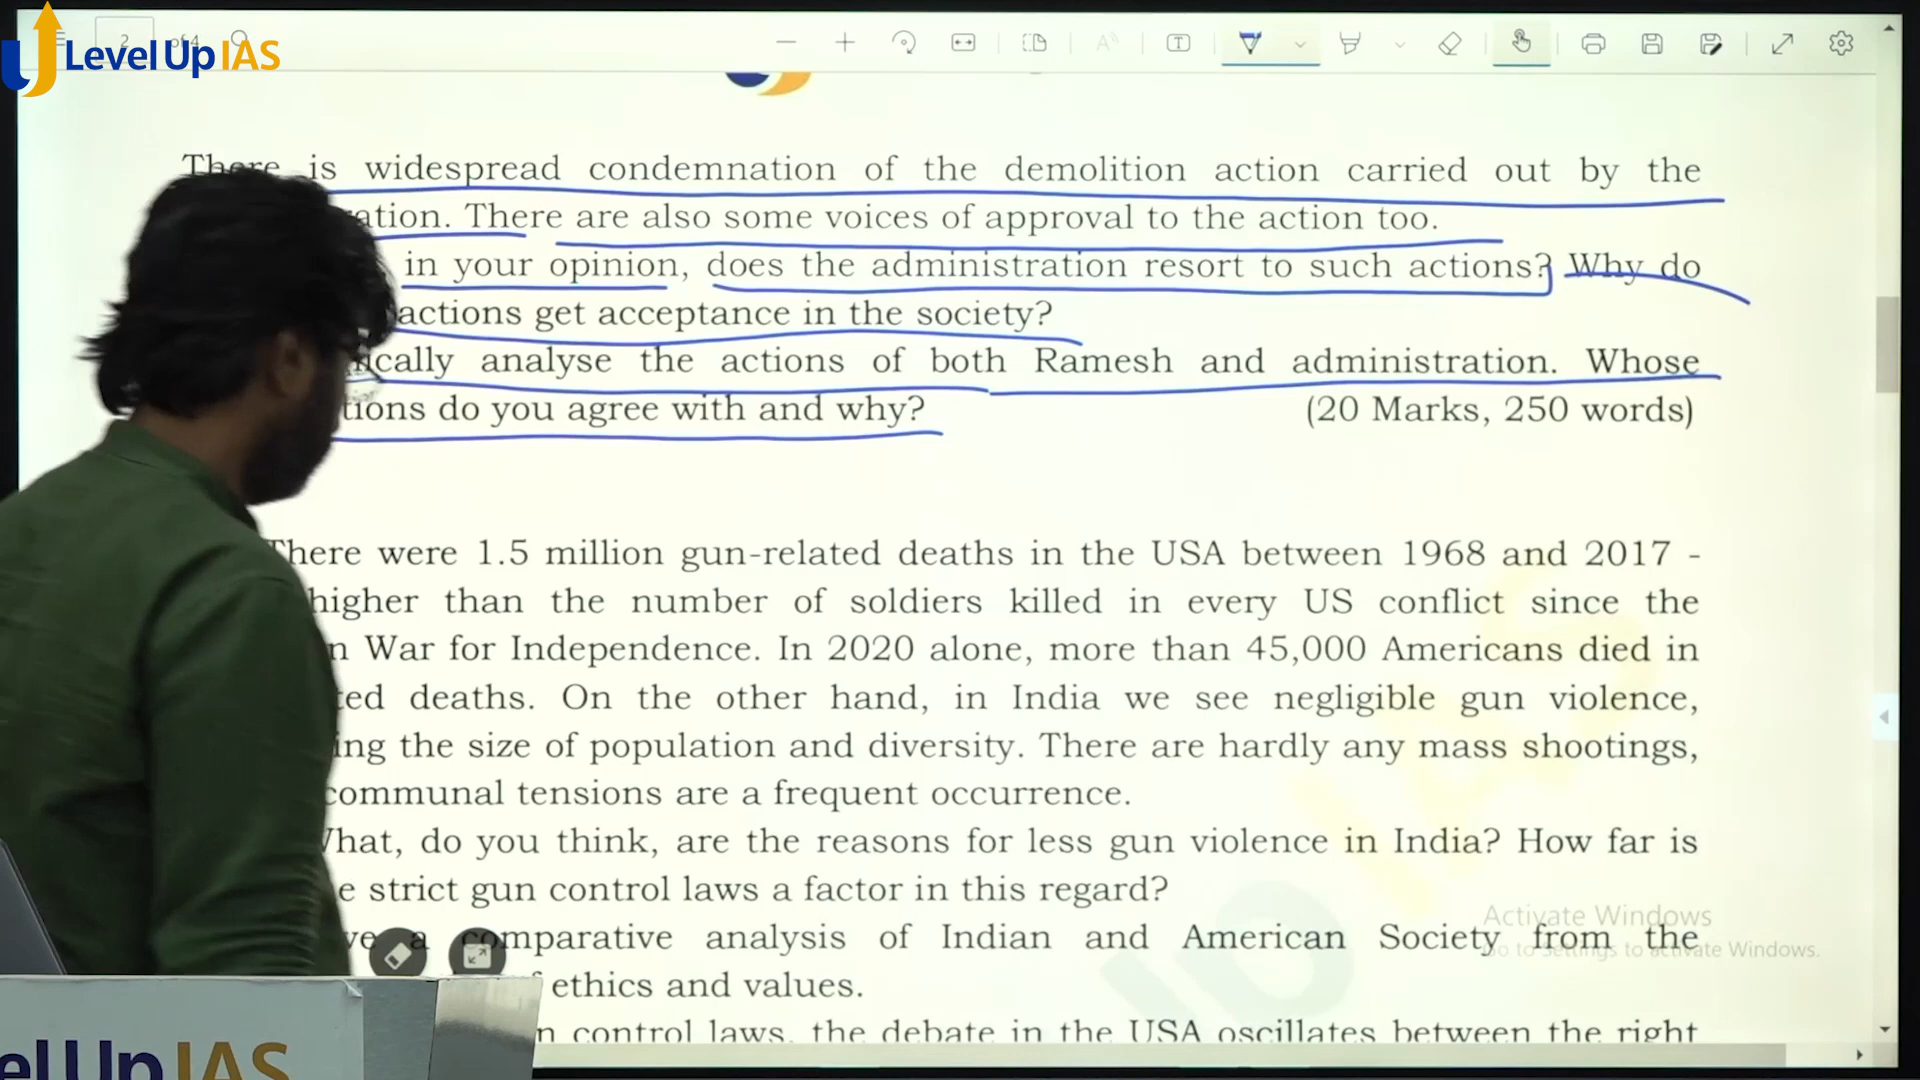 2 of 4
Level Up IAS
There is widespread condemnation of the demolition action carried out by the
ation. There are also some voices of approval to the action too.
in your opinion, does the administration resort to such actions? Why do
actions get acceptance in the society?
ically analyse the actions of both Ramesh and administration. Whose
tions do you agree with and why? (20 Marks, 250 words)
There were 1.5 million gun-related deaths in the USA between 1968 and 2017 -
higher than the number of soldiers killed in every US conflict since the
n War for Independence. In 2020 alone, more than 45,000 Americans died in
ted deaths. On the other hand, in India we see negligible gun violence,
ing the size of population and diversity. There are hardly any mass shootings,
communal tensions are a frequent occurrence.
What, do you think, are the reasons for less gun violence in India? How far is
e strict gun control laws a factor in this regard?
ve a comparative analysis of Indian and American Society from the
of ethics and values.
n control laws, the debate in the USA oscillates between the right
Activate Windows
Go to Settings to activate Windows.
elUp IAS